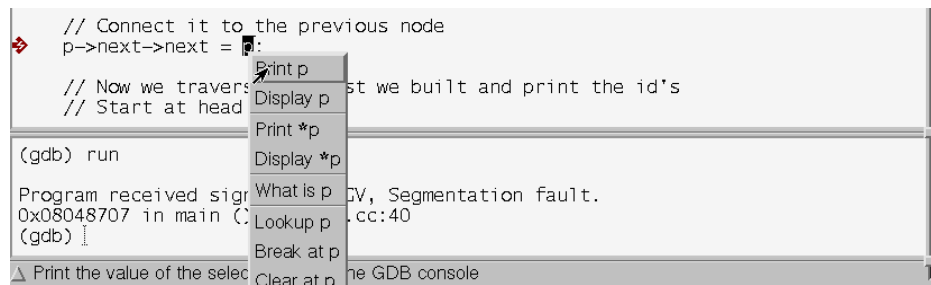 // Connect it to the previous node
p->next->next = p;
// Now we travers st we built and print the id's
// Start at head
Print p
Display p
Print *p
Display *p
What is p
Lookup p
Break at p
Clear at p
(gdb) run
Program received sig V, Segmentation fault.
0x08048707 in main () .cc:40
(gdb)
Print the value of the selec he GDB console